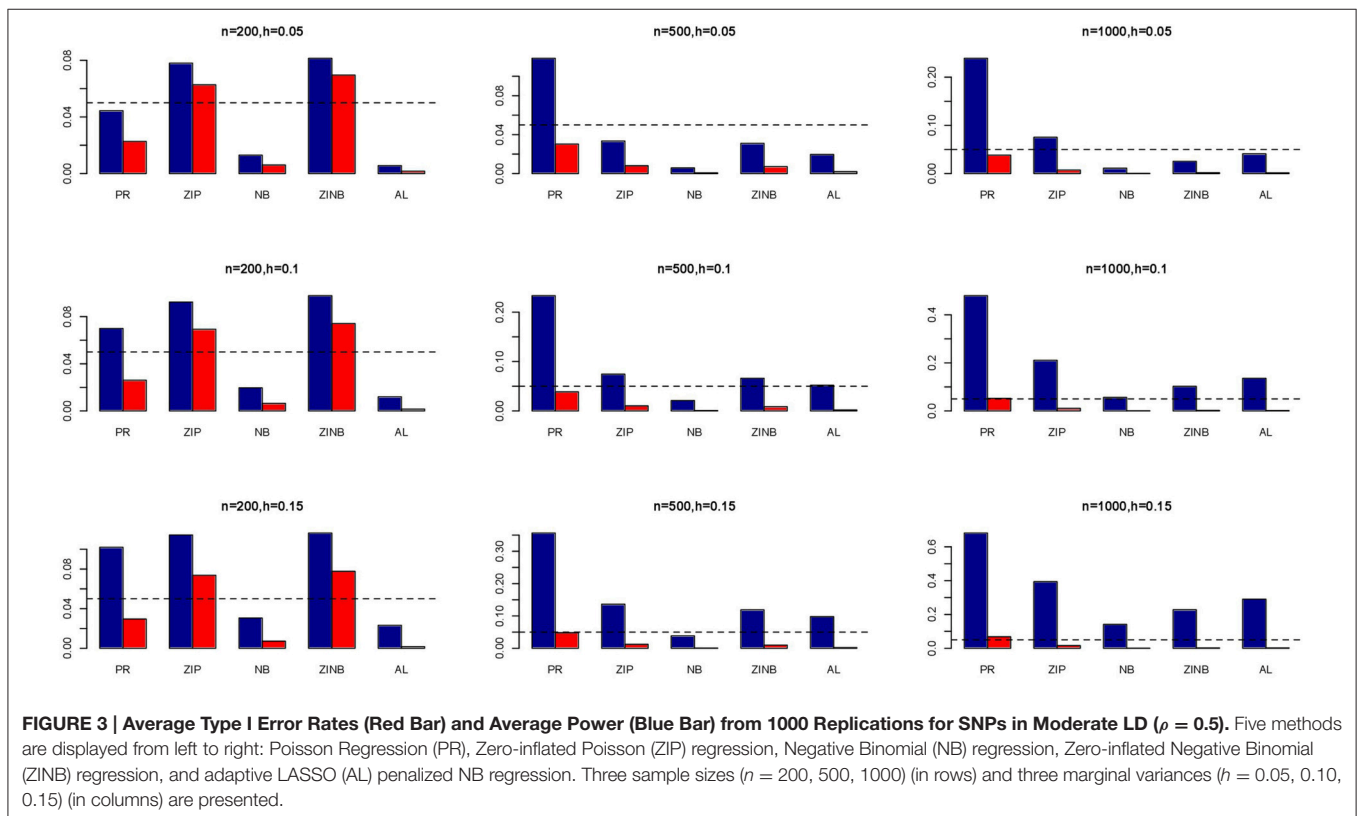 n=200,h=0.05
0.08
0.04
0.00
PR ZIP NB ZINB AL
n=500,h=0.05
0.08
0.04
0.00
PR ZIP NB ZINB AL
n=1000,h=0.05
0.20
0.10
0.00
PR ZIP NB ZINB AL
n=200,h=0.1
0.08
0.04
0.00
PR ZIP NB ZINB AL
n=500,h=0.1
0.20
0.10
0.00
PR ZIP NB ZINB AL
n=1000,h=0.1
0.4
0.2
0.0
PR ZIP NB ZINB AL
n=200,h=0.15
0.08
0.04
0.00
PR ZIP NB ZINB AL
n=500,h=0.15
0.30
0.20
0.10
0.00
PR ZIP NB ZINB AL
n=1000,h=0.15
0.6
0.4
0.2
0.0
PR ZIP NB ZINB AL
FIGURE 3 | Average Type I Error Rates (Red Bar) and Average Power (Blue Bar) from 1000 Replications for SNPs in Moderate LD (ρ = 0.5). Five methods
are displayed from left to right: Poisson Regression (PR), Zero-inflated Poisson (ZIP) regression, Negative Binomial (NB) regression, Zero-inflated Negative Binomial
(ZINB) regression, and adaptive LASSO (AL) penalized NB regression. Three sample sizes (n = 200, 500, 1000) (in rows) and three marginal variances (h = 0.05, 0.10,
0.15) (in columns) are presented.